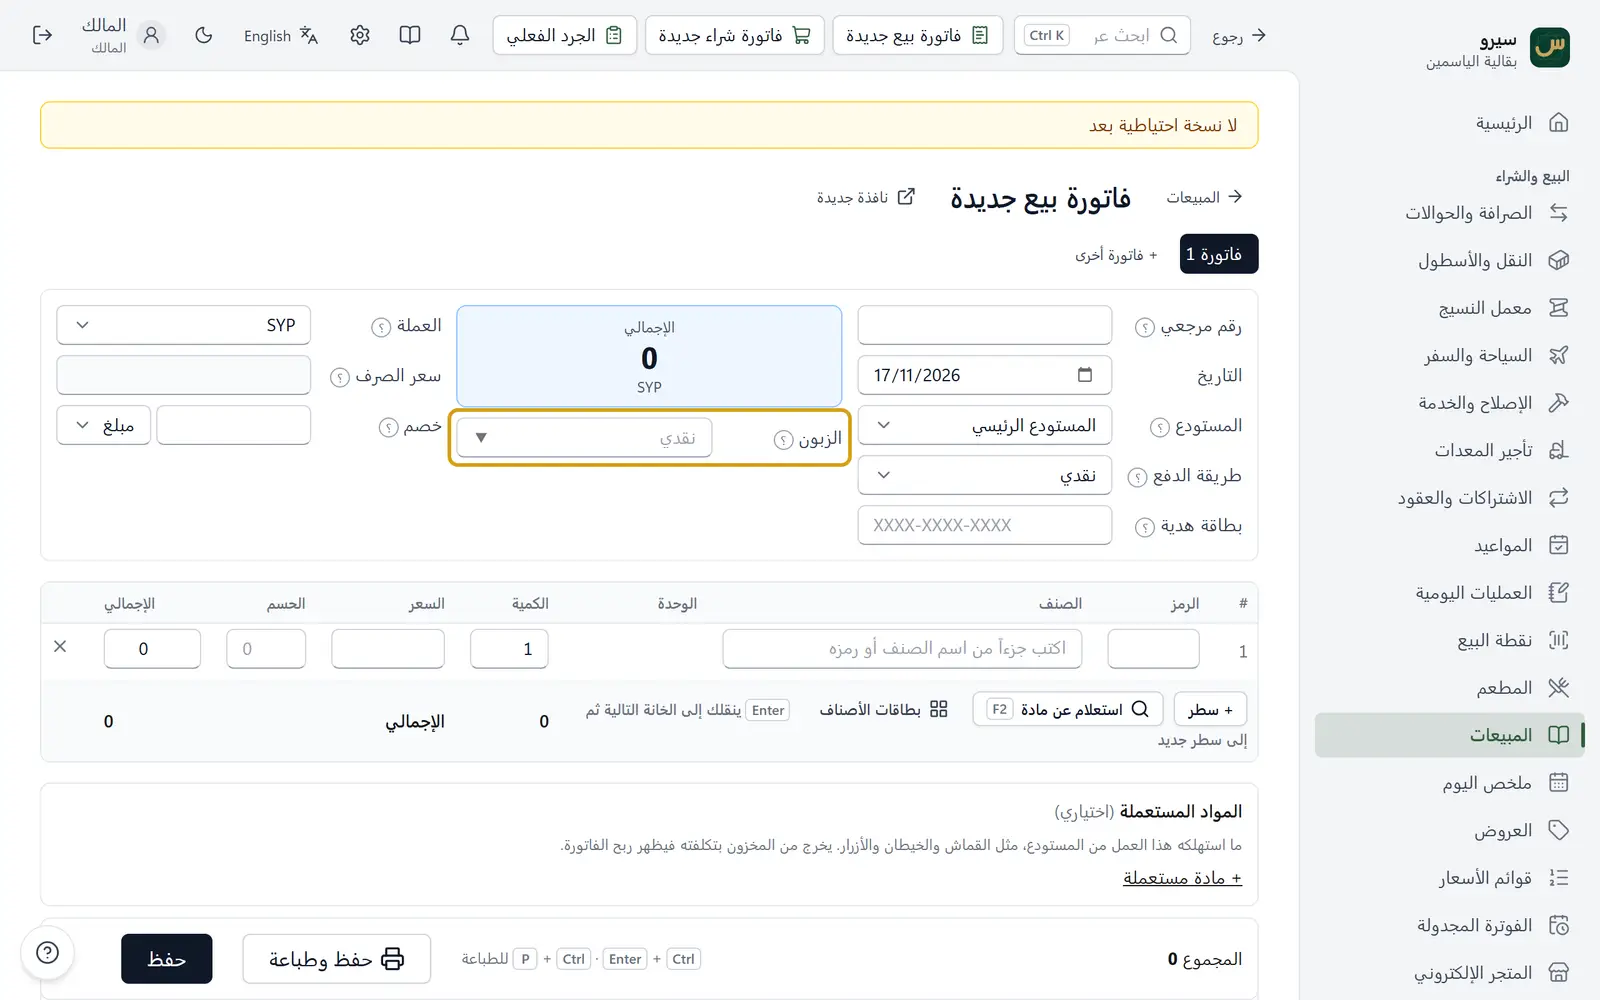 سيرو
بقالية الياسمين
رجوع
ابحث عر
Ctrl K
فاتورة بيع جديدة
فاتورة شراء جديدة
الجرد الفعلي
English
المالك
المالك
الرئيسية
البيع والشراء
الصرافة والحوالات
النقل والأسطول
معمل النسيج
السياحة والسفر
الإصلاح والخدمة
تأجير المعدات
الاشتراكات والعقود
المواعيد
العمليات اليومية
نقطة البيع
المطعم
المبيعات
ملخص اليوم
العروض
قوائم الأسعار
الفوترة المجدولة
المتجر الإلكتروني
لا نسخة احتياطية بعد
المبيعات
فاتورة بيع جديدة
نافذة جديدة
فاتورة 1
+ فاتورة أخرى
رقم مرجعي ؟
التاريخ 17/11/2026
المستودع ؟ المستودع الرئيسي
طريقة الدفع ؟ نقدي
بطاقة هدية ؟ XXXX-XXXX-XXXX
الإجمالي
0
SYP
الزبون ؟ نقدي
العملة ؟ SYP
سعر الصرف ؟
خصم ؟ مبلغ
# الرمز الصنف الوحدة الكمية السعر الحسم الإجمالي
1 اكتب جزءاً من اسم الصنف أو رمزه 1 0 0
+ سطر استعلام عن مادة F2 بطاقات الأصناف Enter ينقلك إلى الخانة التالية ثم 0 الإجمالي 0
إلى سطر جديد
المواد المستعملة (اختياري)
ما استهلكه هذا العمل من المستودع، مثل القماش والخيطان والأزرار. يخرج من المخزون بتكلفته فيظهر ربح الفاتورة.
+ مادة مستعملة
المجموع 0
Ctrl + Enter · Ctrl + P للطباعة
حفظ وطباعة
حفظ